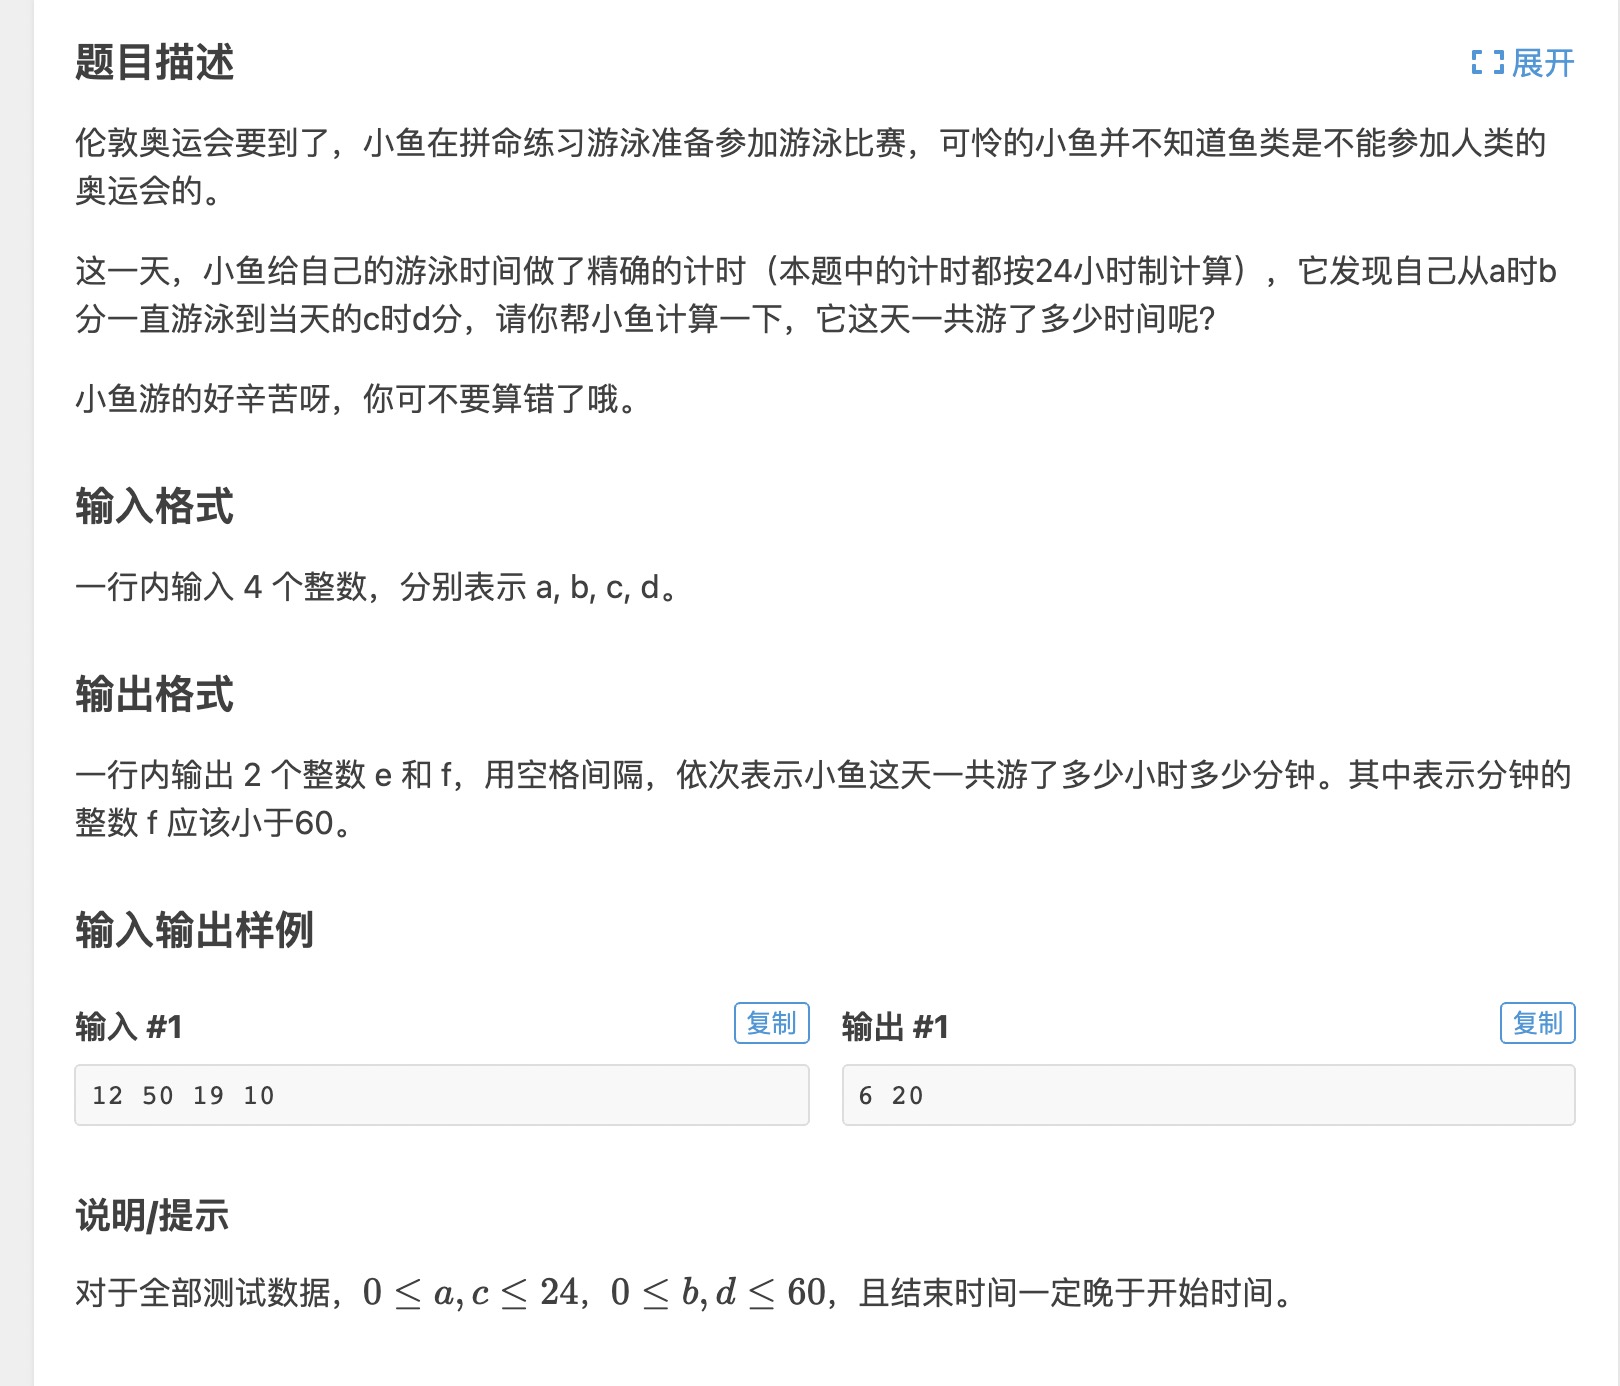 题目描述
展开
伦敦奥运会要到了，小鱼在拼命练习游泳准备参加游泳比赛，可怜的小鱼并不知道鱼类是不能参加人类的
奥运会的。
这一天，小鱼给自己的游泳时间做了精确的计时（本题中的计时都按24小时制计算），它发现自己从a时b
分一直游泳到当天的c时d分，请你帮小鱼计算一下，它这天一共游了多少时间呢？
小鱼游的好辛苦呀，你可不要算错了哦。
输入格式
一行内输入 4 个整数，分别表示 a, b, c, d。
输出格式
一行内输出 2 个整数 e 和 f，用空格间隔，依次表示小鱼这天一共游了多少小时多少分钟。其中表示分钟的
整数 f 应该小于60。
输入输出样例
输入 #1
复制
12 50 19 10
输出 #1
复制
6 20
说明/提示
对于全部测试数据，0 ≤ a, c ≤ 24，0 ≤ b, d ≤ 60，且结束时间一定晚于开始时间。